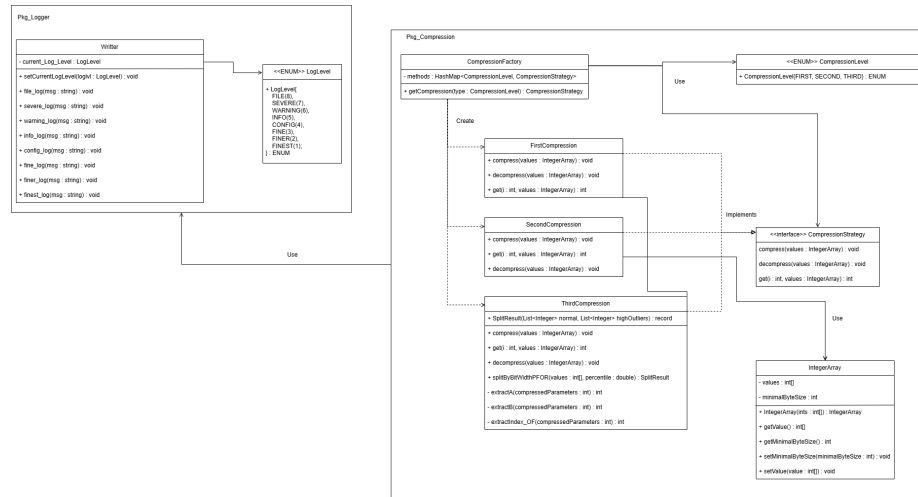 Pkg_Logger
Writter
- current_Log_Level : LogLevel
+ setCurrentLogLevel(loglvl : LogLevel) : void
+ file_log(msg : string) : void
+ severe_log(msg : string) : void
+ warning_log(msg : string) : void
+ info_log(msg : string) : void
+ config_log(msg : string) : void
+ fine_log(msg : string) : void
+ finer_log(msg : string) : void
+ finest_log(msg : string) : void
<<ENUM>> LogLevel
+ LogLevel{
FILE(8),
SEVERE(7),
WARNING(6),
INFO(5),
CONFIG(4),
FINE(3),
FINER(2),
FINEST(1);
} : ENUM
Use
Pkg_Compression
CompressionFactory
- methods : HashMap<CompressionLevel, CompressionStrategy>
+ getCompression(type : CompressionLevel) : CompressionStrategy
<<ENUM>> CompressionLevel
+ CompressionLevel(FIRST, SECOND, THIRD) : ENUM
Use
Create
FirstCompression
+ compress(values : IntegerArray) : void
+ decompress(values : IntegerArray) : void
+ get(i : int, values : IntegerArray) : int
Implements
SecondCompression
+ compress(values : IntegerArray) : void
+ get(i : int, values : IntegerArray) : int
+ decompress(values : IntegerArray) : void
<<interface>> CompressionStrategy
compress(values : IntegerArray) : void
decompress(values : IntegerArray) : void
get(i : int, values : IntegerArray) : int
ThirdCompression
+ SplitResult(List<Integer> normal, List<Integer> highOutliers) : record
+ compress(values : IntegerArray) : void
+ get(i : int, values : IntegerArray) : int
+ decompress(values : IntegerArray) : void
+ splitByBitWidthPFOR(values : int[], percentile : double) : SplitResult
- extractA(compressedParameters : int) : int
- extractB(compressedParameters : int) : int
- extractIndex_OF(compressedParameters : int) : int
Use
IntegerArray
- values : int[]
- minimalByteSize : int
+ IntegerArray(ints : int[]) : IntegerArray
+ getValue() : int[]
+ getMinimalByteSize() : int
+ setMinimalByteSize(minimalByteSize : int) : void
+ setValue(value : int[]) : void